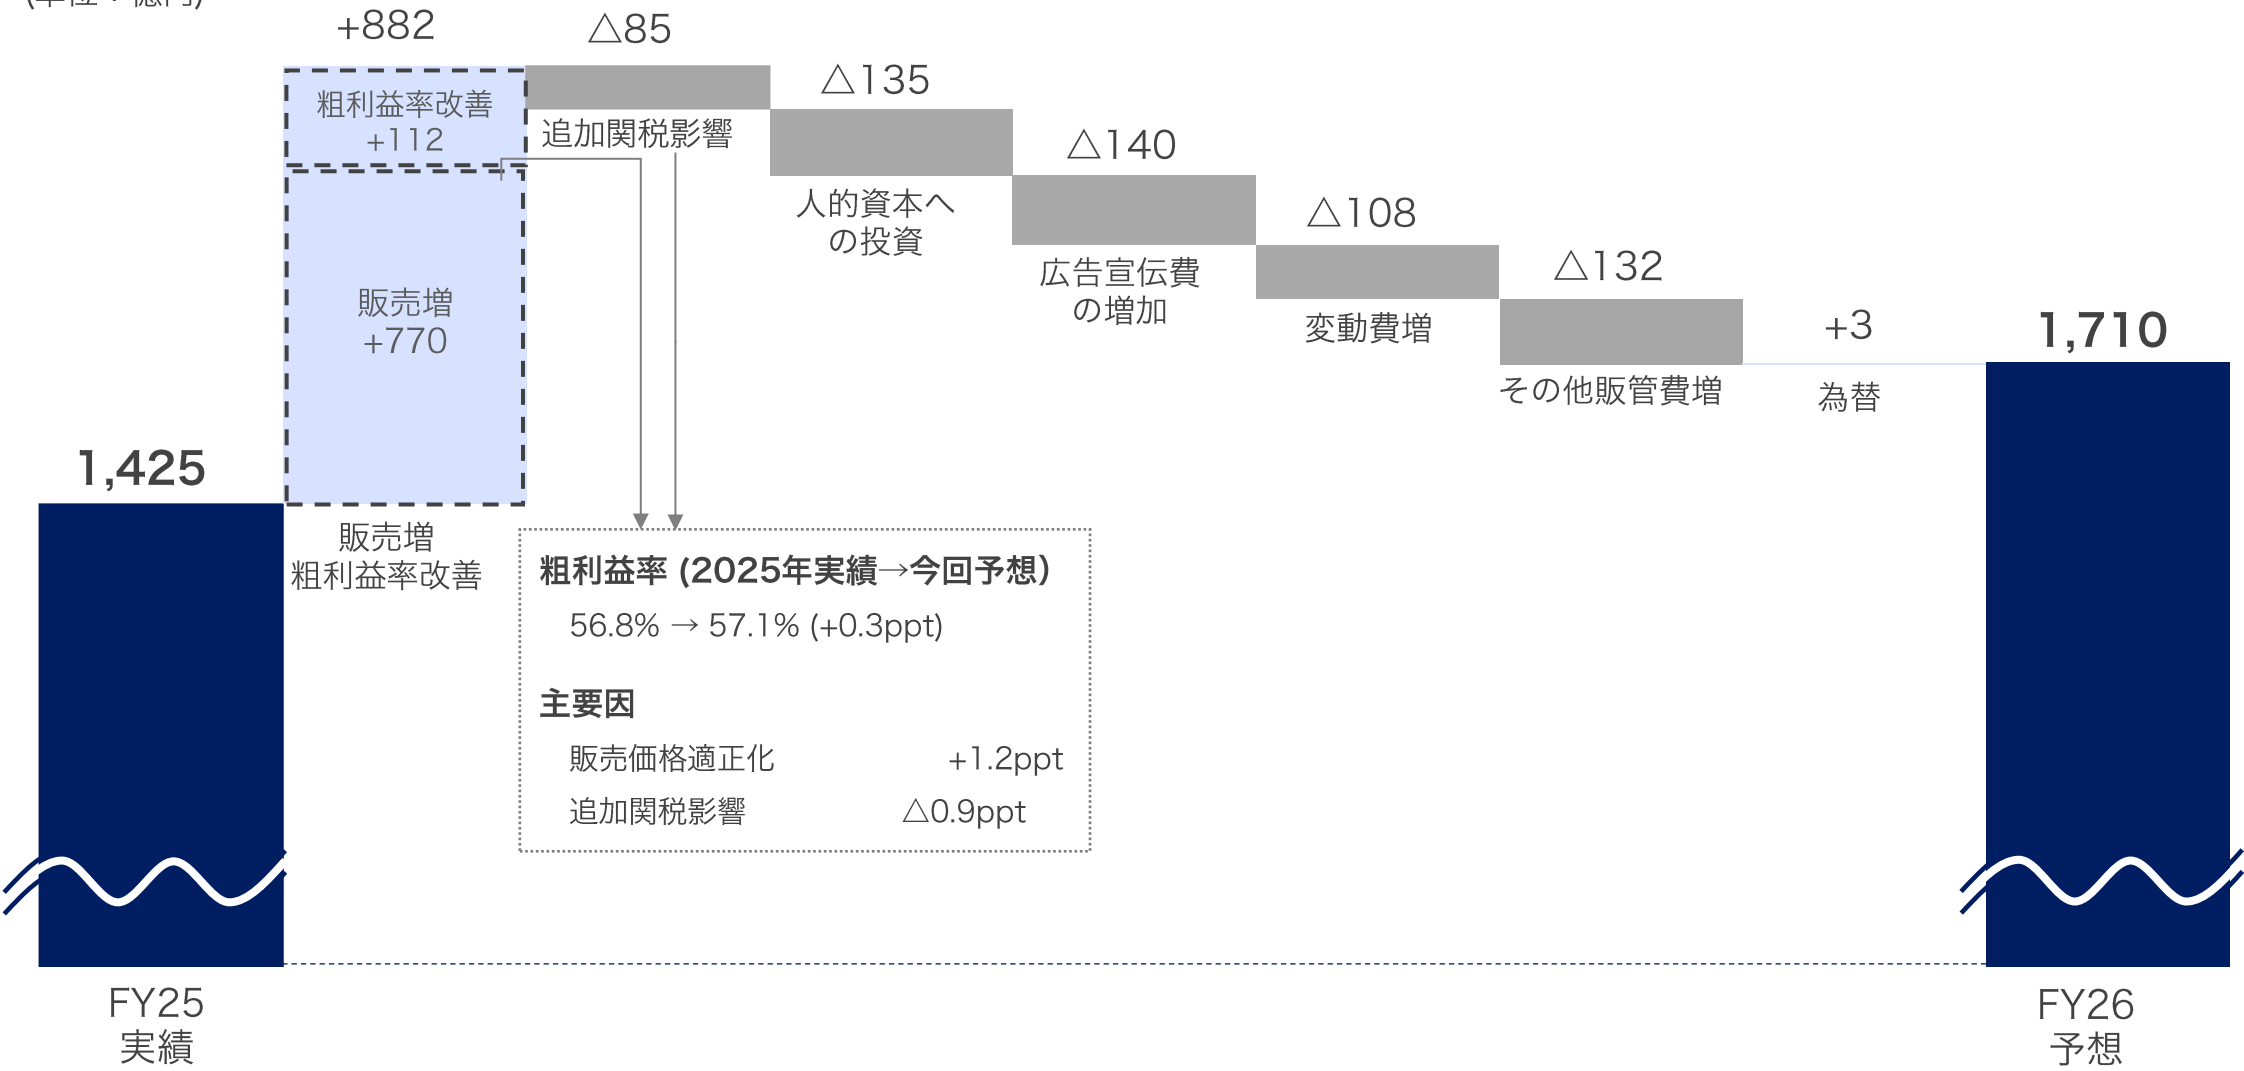 (単位：億円)
+882
粗利益率改善
+112
販売増
+770
販売増
粗利益率改善
△85
追加関税影響
△135
人的資本へ
の投資
△140
広告宣伝費
の増加
△108
変動費増
△132
その他販管費増
+3
為替
1,425
FY25
実績
1,710
FY26
予想
粗利益率 (2025年実績→今回予想）
56.8% → 57.1% (+0.3ppt)
主要因
販売価格適正化 +1.2ppt
追加関税影響 △0.9ppt